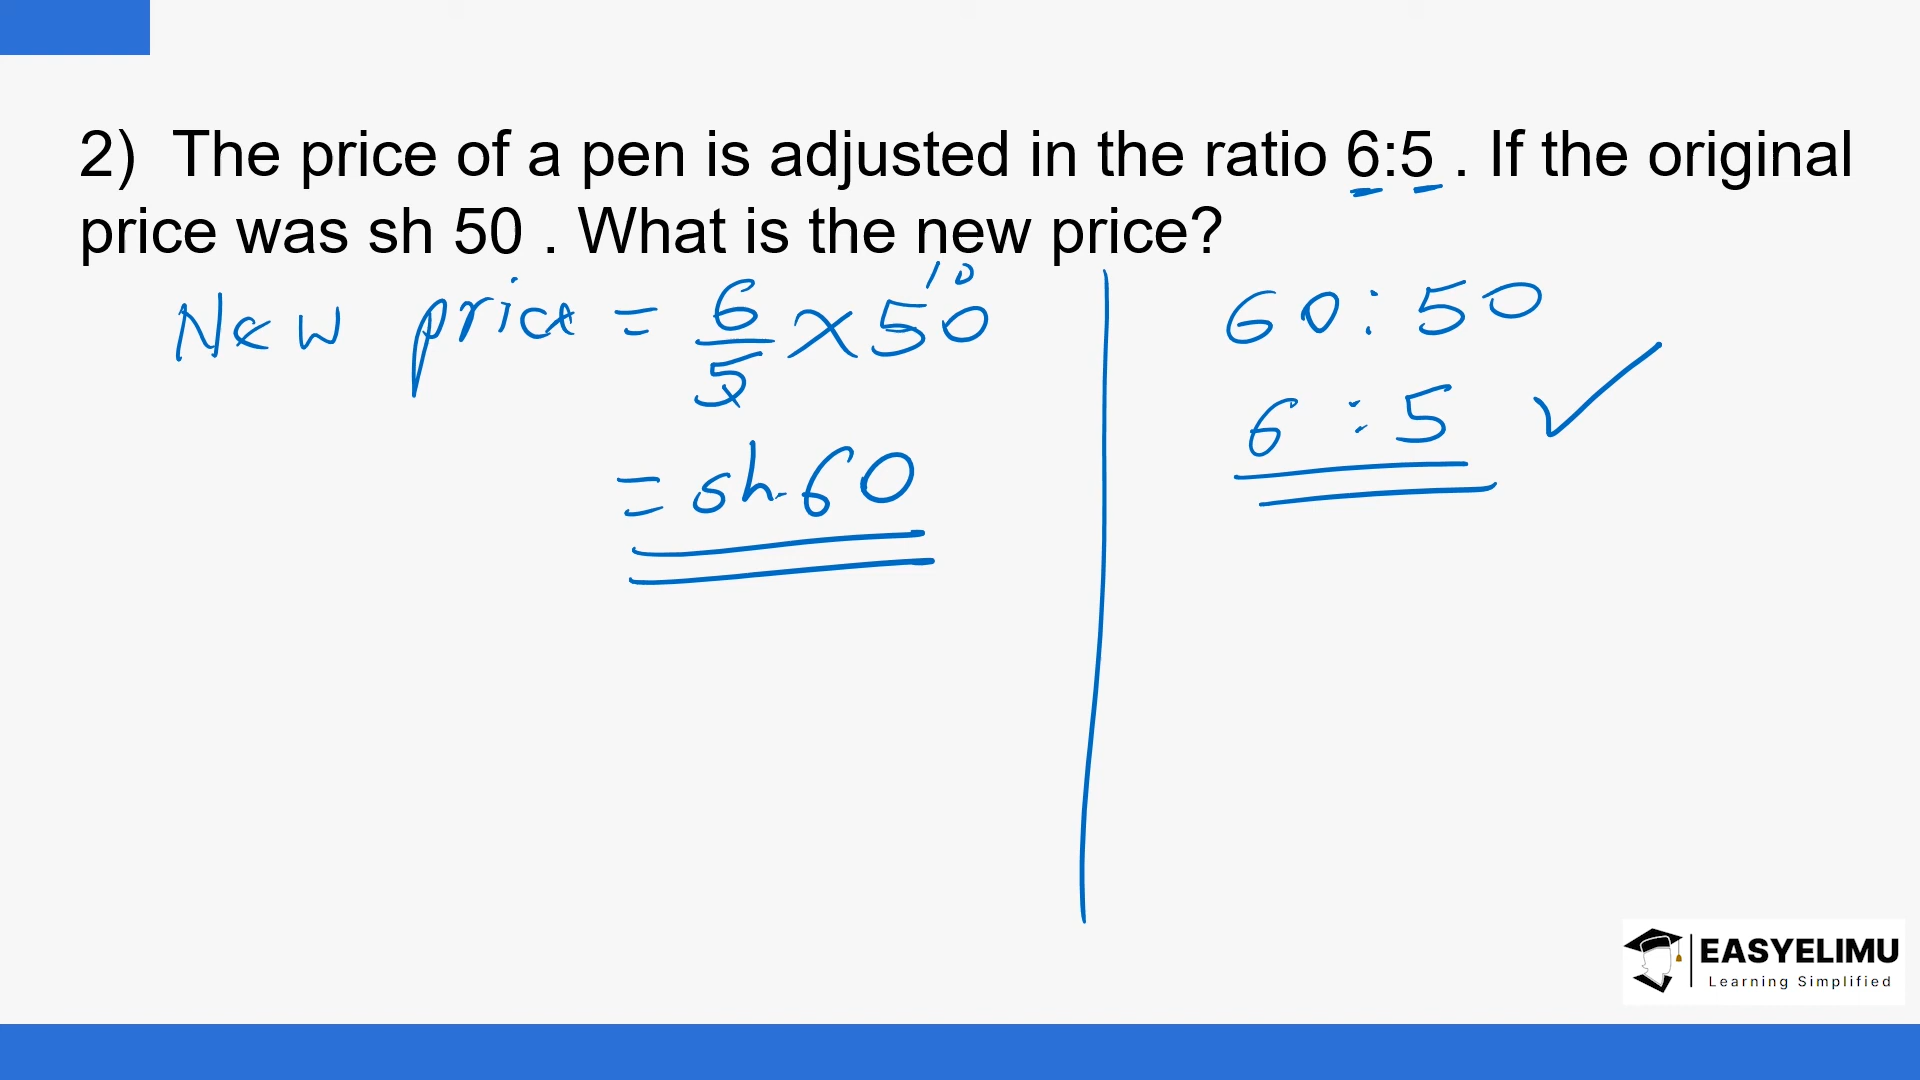 2) The price of a pen is adjusted in the ratio 6:5 . If the original
price was sh 50 . What is the new price?
New price = 6/5 × 50 10
= sh.60
60:50
6:5 ✓
EASYELIMU
Learning Simplified